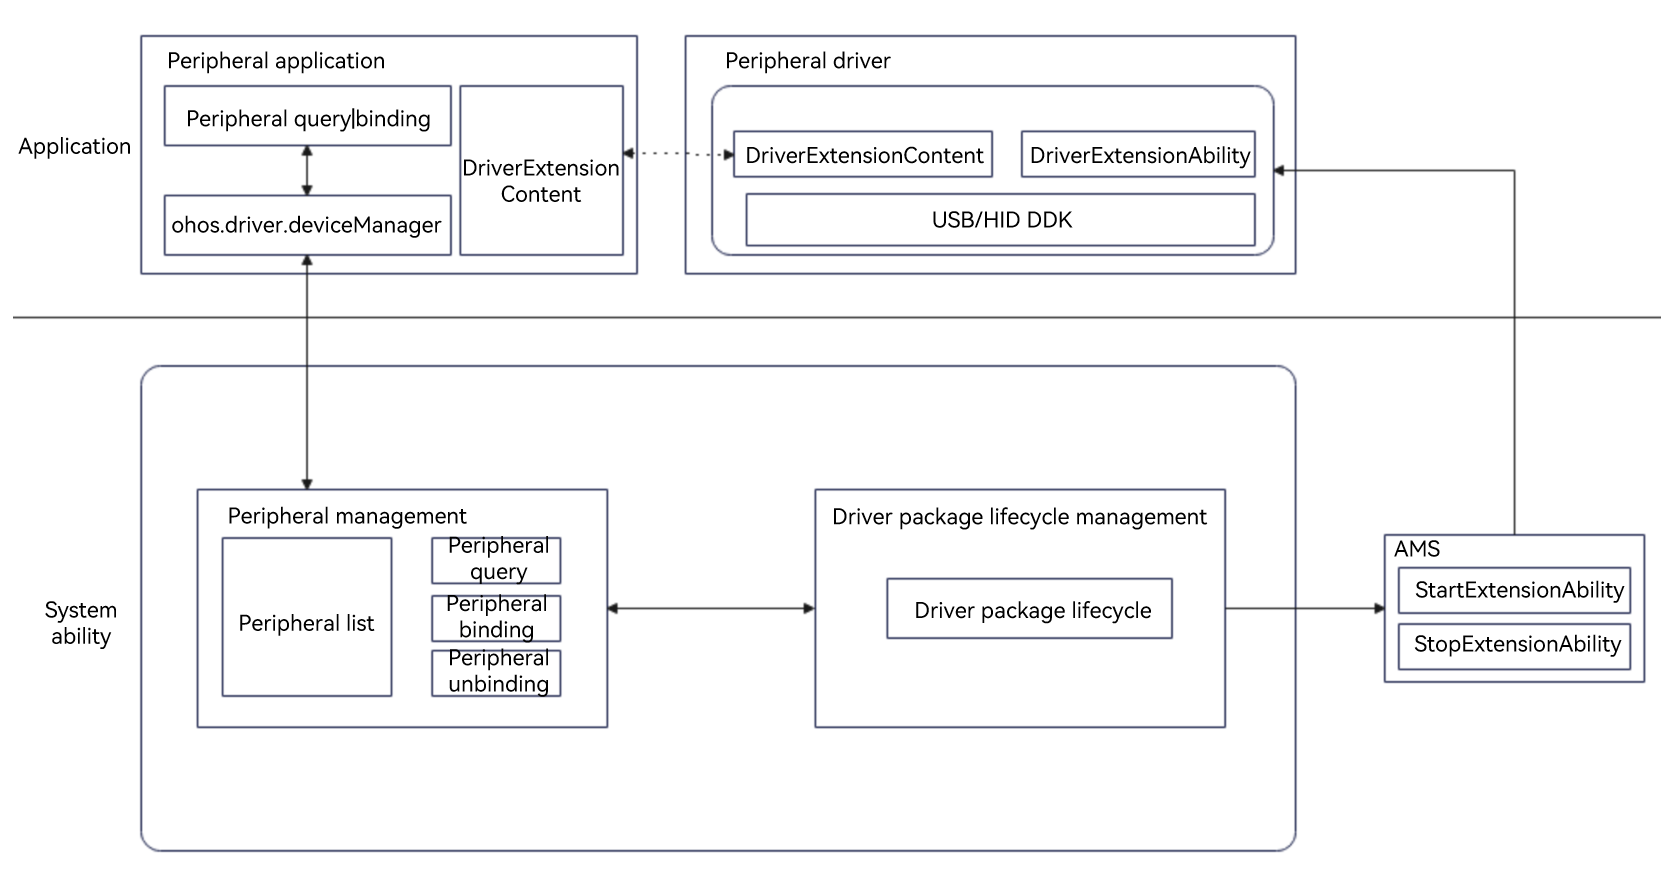 Peripheral application
Peripheral query|binding
ohos.driver.deviceManager
DriverExtension
Content
Peripheral driver
DriverExtensionContent
DriverExtensionAbility
USB/HID DDK
Application
Peripheral management
Peripheral list
Peripheral
query
Peripheral
binding
Peripheral
unbinding
Driver package lifecycle management
Driver package lifecycle
AMS
StartExtensionAbility
StopExtensionAbility
System
ability